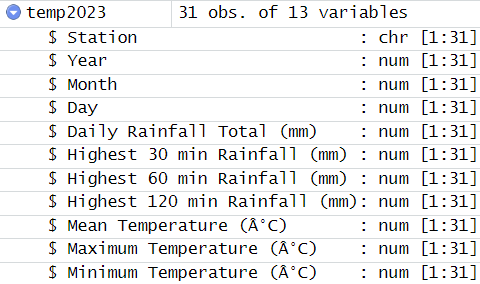 temp2023 31 obs. of 13 variables
$ Station : chr [1:31]
$ Year : num [1:31]
$ Month : num [1:31]
$ Day : num [1:31]
$ Daily Rainfall Total (mm) : num [1:31]
$ Highest 30 min Rainfall (mm) : num [1:31]
$ Highest 60 min Rainfall (mm) : num [1:31]
$ Highest 120 min Rainfall (mm): num [1:31]
$ Mean Temperature (Â°C) : num [1:31]
$ Maximum Temperature (Â°C) : num [1:31]
$ Minimum Temperature (Â°C) : num [1:31]